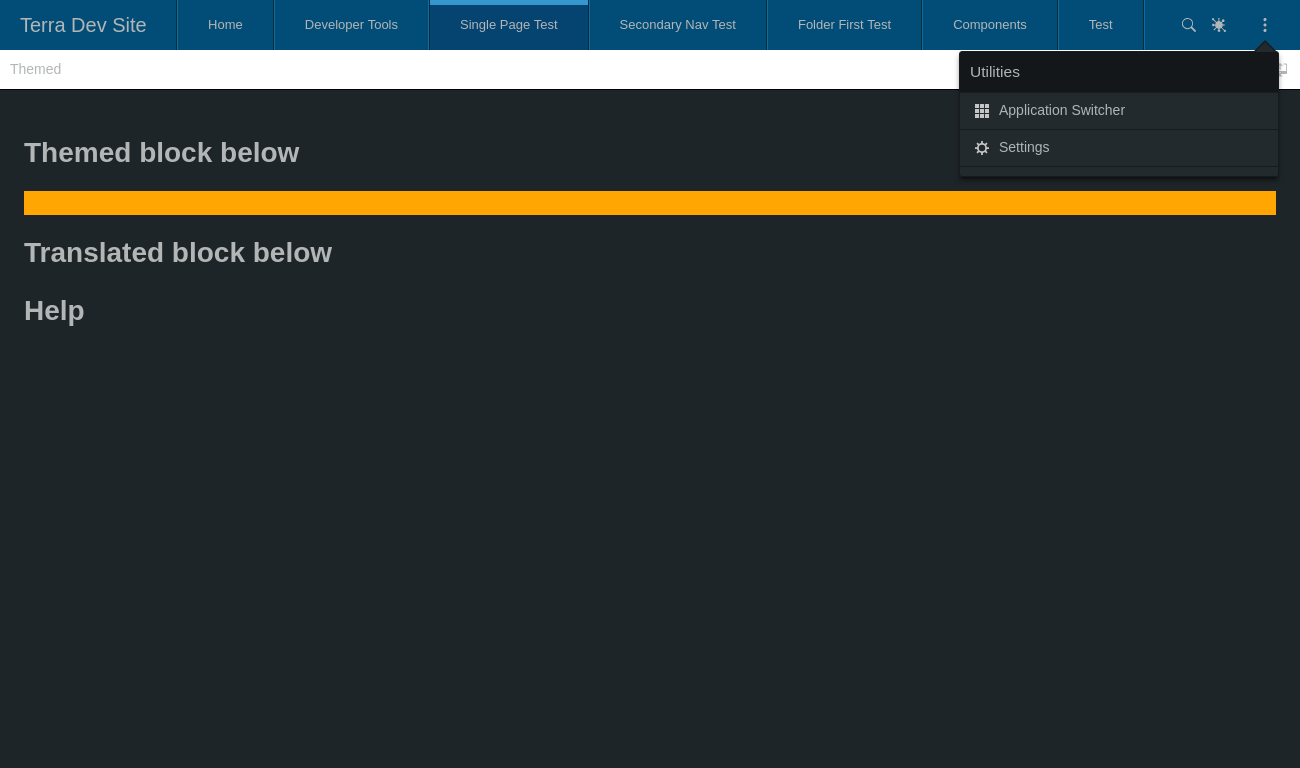 Terra Dev Site Home Developer Tools Single Page Test Secondary Nav Test Folder First Test Components Test
Themed
Utilities
Application Switcher
Settings
Themed block below
Translated block below
Help